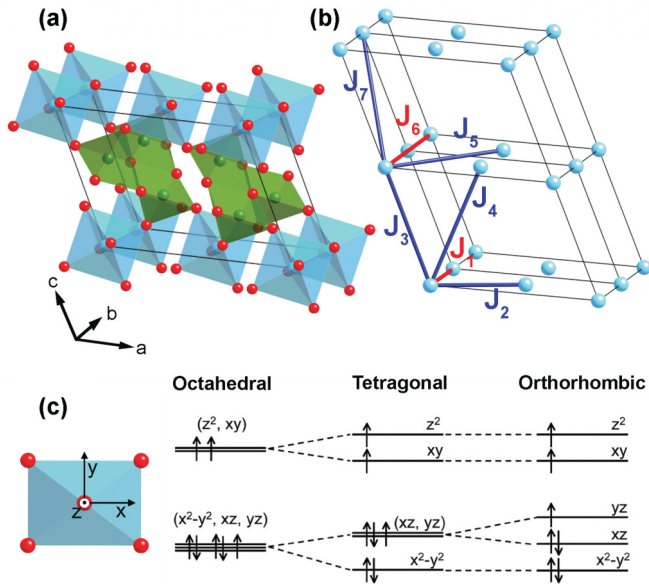 (a)
(b)
c
b
a
J7
J6
J5
J4
J3
J1
J2
(c)
Octahedral
Tetragonal
Orthorhombic
y
z
x
(z², xy)
(x²-y², xz, yz)
z²
xy
(xz, yz)
x²-y²
z²
xy
yz
xz
x²-y²